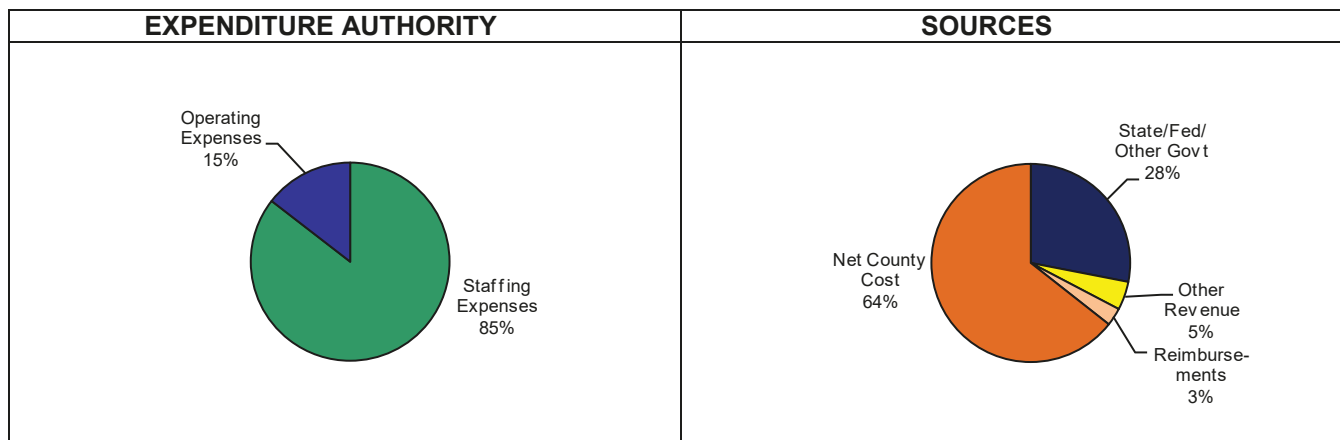 EXPENDITURE AUTHORITY
SOURCES
Operating
Expenses
15%
Staffing
Expenses
85%
State/Fed/
Other Govt
28%
Net County
Cost
64%
Other
Revenue
5%
Reimburse-
ments
3%